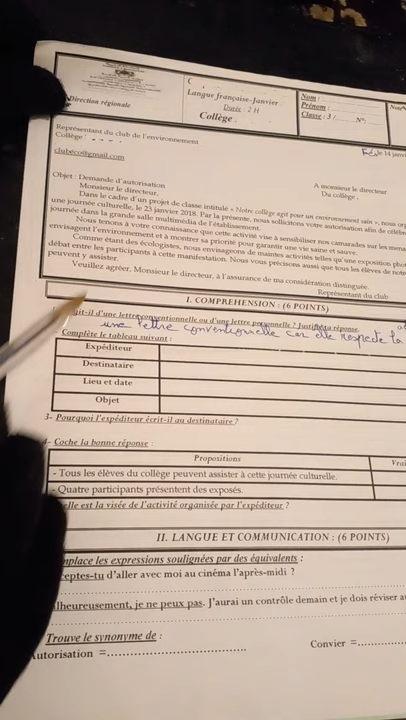 Direction régionale
Langue française-Janvier
Durée : 2 H
Collège :
Nom :
Prénom :
Classe : 3 / N°:
Note
Représentant du club de l'environnement
Collège :
clubeco@gmail.com
le 14 janv
Objet : Demande d'autorisation
A monsieur le directeur
Du collège .
Monsieur le directeur,
Dans le cadre d'un projet de classe intitulé « Notre collège agit pour un environnement sain », nous org
une journée culturelle, le 23 janvier 2018. Par la présente, nous sollicitons votre autorisation afin de céléb
journée dans la grande salle multimédia de l'établissement.
Nous tenons à votre connaissance que cette activité vise à sensibiliser nos camarades sur les mena
envisagent l'environnement et à montrer sa priorité pour garantir une vie saine et sauve.
Comme étant des écologistes, nous envisageons de maintes activités telles qu'une exposition pho
débat entre les participants à cette manifestation. Nous vous précisons aussi que tous les élèves de notr
peuvent y assister.
Veuillez agréer, Monsieur le directeur, à l'assurance de ma considération distinguée.
Représentant du club
I. COMPREHENSION : (6 POINTS)
it-il d'une lettre conventionnelle ou d'une lettre personnelle ? Justifie ta réponse.
une lettre conventionnelle car elle respecte la
Complète le tableau suivant :
Expéditeur
Destinataire
Lieu et date
Objet
3- Pourquoi l'expéditeur écrit-il au destinataire ?
- Coche la bonne réponse :
Propositions Vrai
- Tous les élèves du collège peuvent assister à cette journée culturelle.
- Quatre participants présentent des exposés.
elle est la visée de l'activité organisée par l'expéditeur ?
II. LANGUE ET COMMUNICATION : (6 POINTS)
mplace les expressions soulignées par des équivalents :
ceptes-tu d'aller avec moi au cinéma l'après-midi ?
lheureusement, je ne peux pas. J'aurai un contrôle demain et je dois réviser
Trouve le synonyme de :
utorisation =.......... Convier =..........